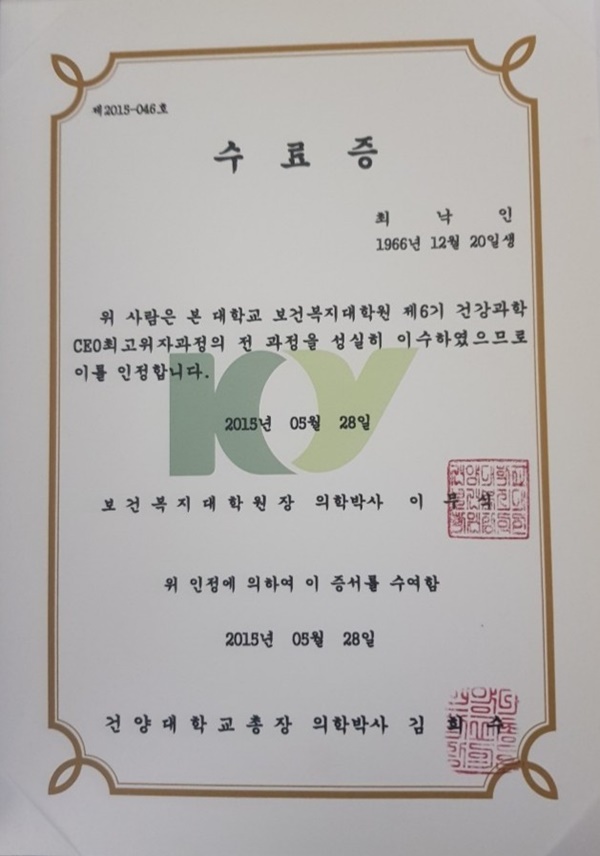 제2015-046호
수 료 증
최 낙 인
1966년 12월 20일생
위 사람은 본 대학교 보건복지대학원 제6기 건강과학
CEO최고위자과정의 전 과정을 성실히 이수하였으므로
이를 인정합니다.
2015년 05월 28일
보건복지대학원장 의학박사 이 석
위 인정에 의하여 이 증서를 수여함
2015년 05월 28일
건양대학교총장 의학박사 김 희 수